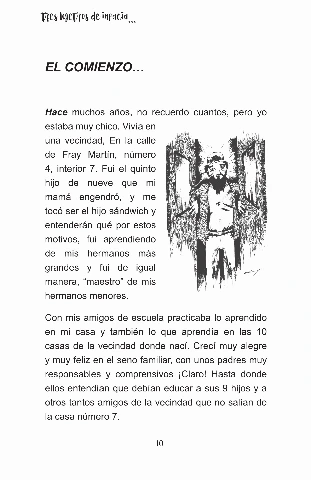 de infancia...
EL COMIENZO...
Hace muchos años, no recuerdo cuantos, pero yo
estaba muy chico. Vivía en
una vecindad, En la calle
de Fray Martín, número
4, interior 7. Fui el quinto
hijo de nueve que mi
mamá engendró, y me
tocó ser el hijo sándwich y
entenderán qué por estos
motivos, fui aprendiendo
de mis hermanos más
grandes y fui de igual
manera, “maestro” de mis
hermanos menores.
Con mis amigos de escuela practicaba lo aprendido
en mi casa y también lo que aprendía en las 10
casas de la vecindad donde nací. Crecí muy alegre
y muy feliz en el seno familiar, con unos padres muy
responsables y comprensivos ¡Claro! Hasta donde
ellos entendían que debían educar a sus 9 hijos y a
otros tantos amigos de la vecindad que no salían de
la casa número 7.
10